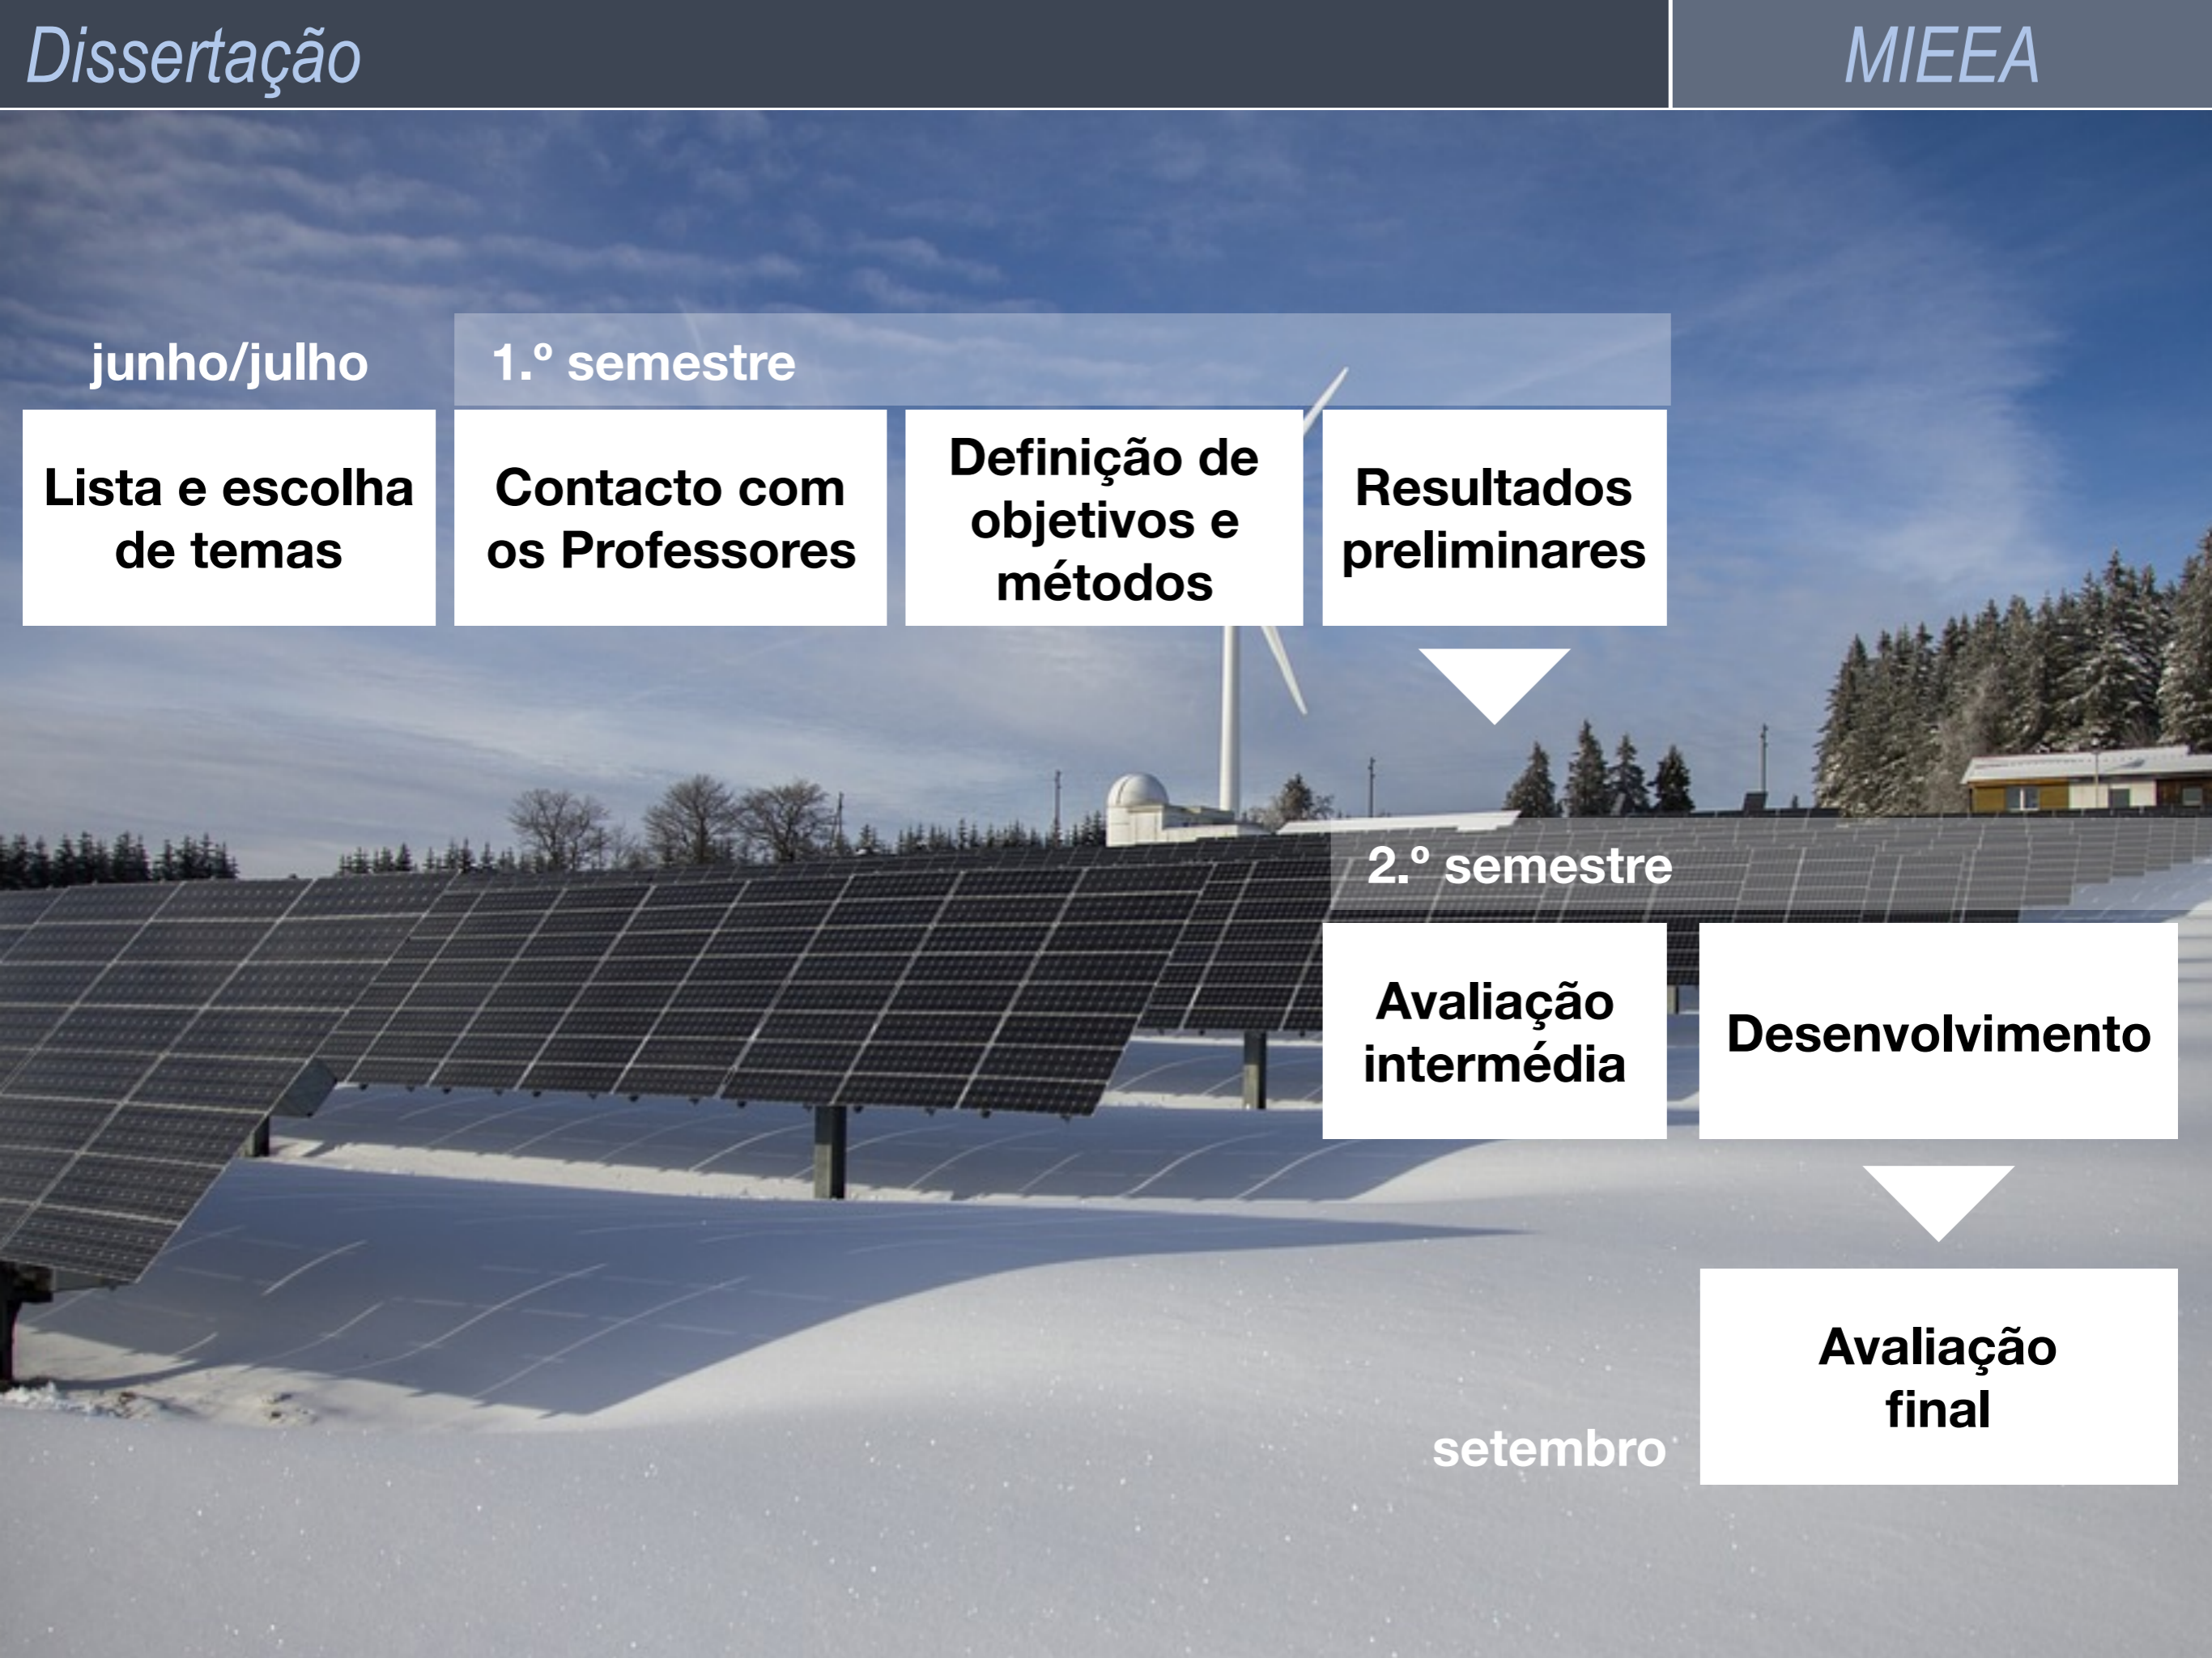 Dissertação
MIEEA
junho/julho
1.º semestre
Lista e escolha
de temas
Contacto com
os Professores
Definição de
objetivos e
métodos
Resultados
preliminares
2.º semestre
Avaliação
intermédia
Desenvolvimento
Avaliação
final
setembro